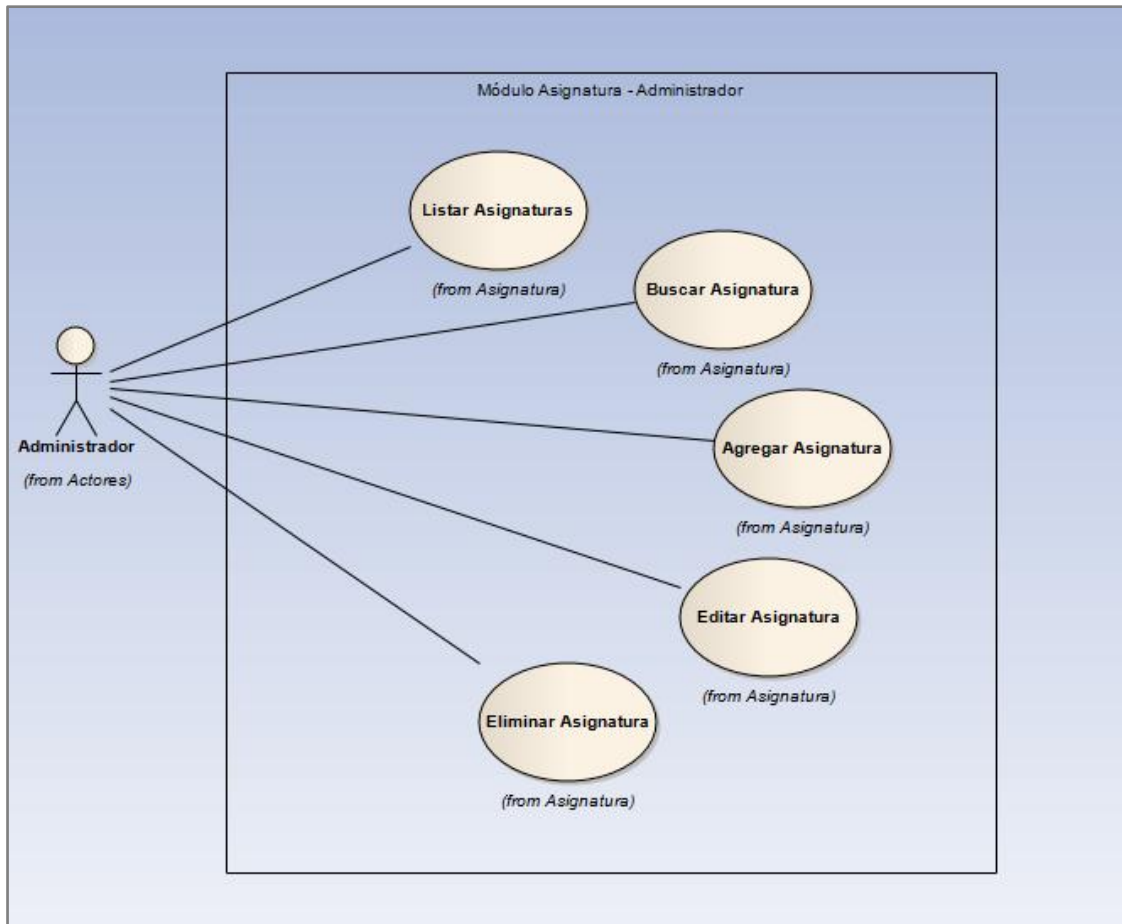 Módulo Asignatura - Administrador
Listar Asignaturas
(from Asignatura)
Buscar Asignatura
(from Asignatura)
Administrador
(from Actores)
Agregar Asignatura
(from Asignatura)
Editar Asignatura
(from Asignatura)
Eliminar Asignatura
(from Asignatura)